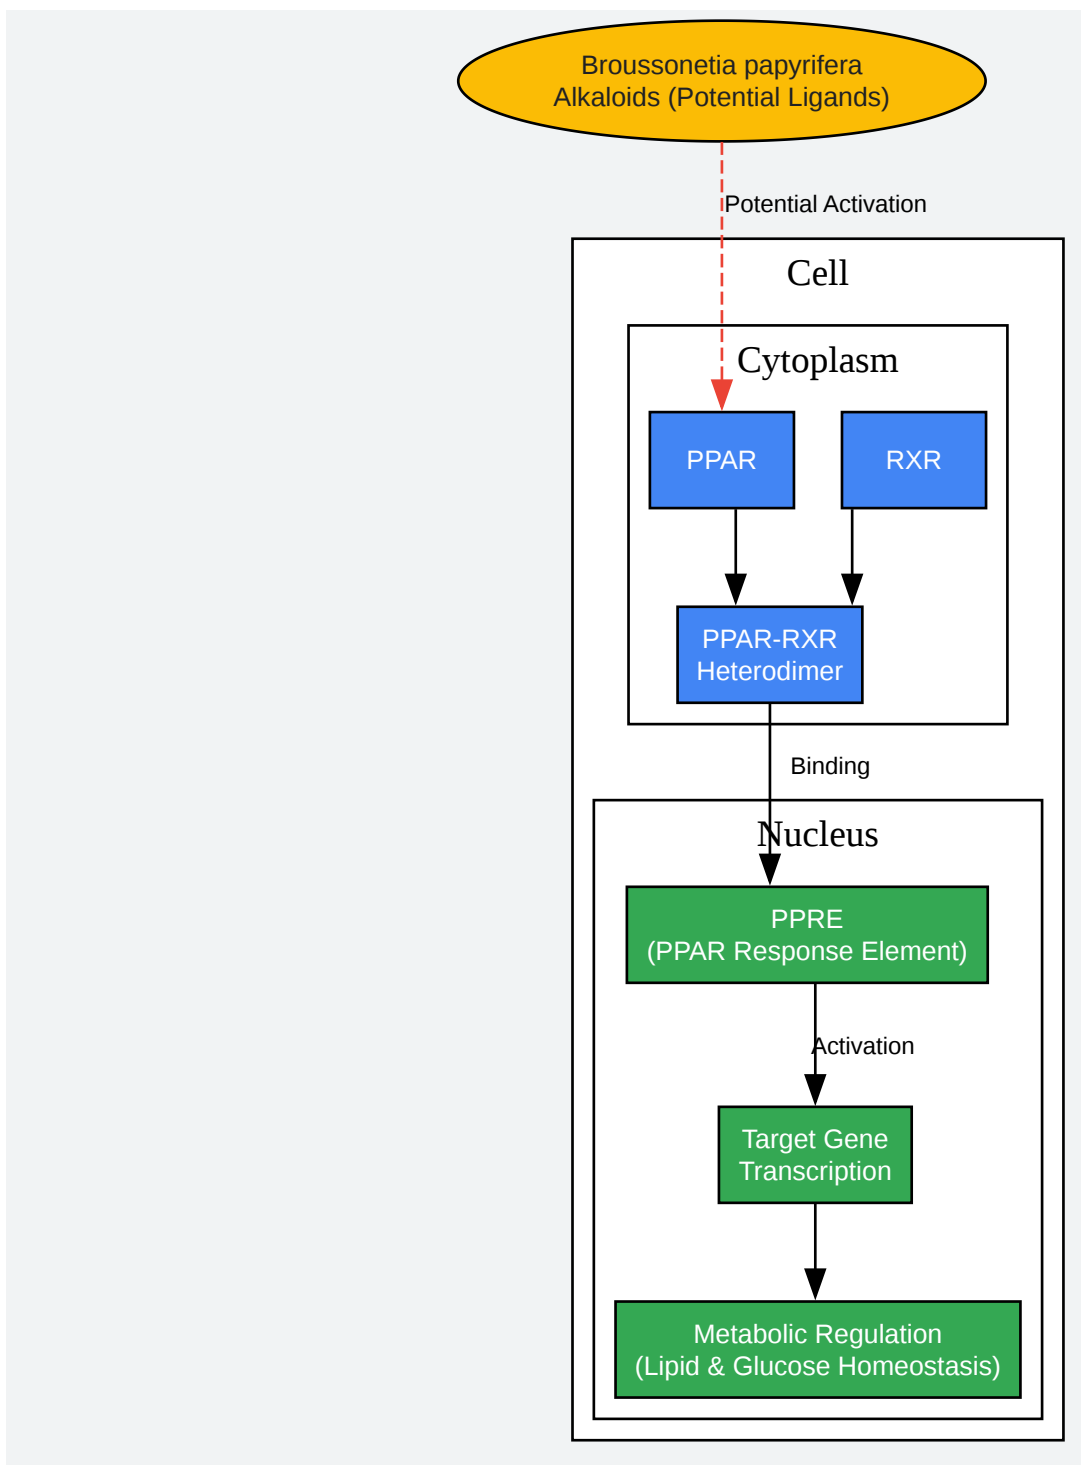 Broussonetia papyrifera
Alkaloids (Potential Ligands)
Potential Activation
Cell
Cytoplasm
PPAR
RXR
PPAR-RXR
Heterodimer
Binding
Nucleus
PPRE
(PPAR Response Element)
Activation
Target Gene
Transcription
Metabolic Regulation
(Lipid & Glucose Homeostasis)